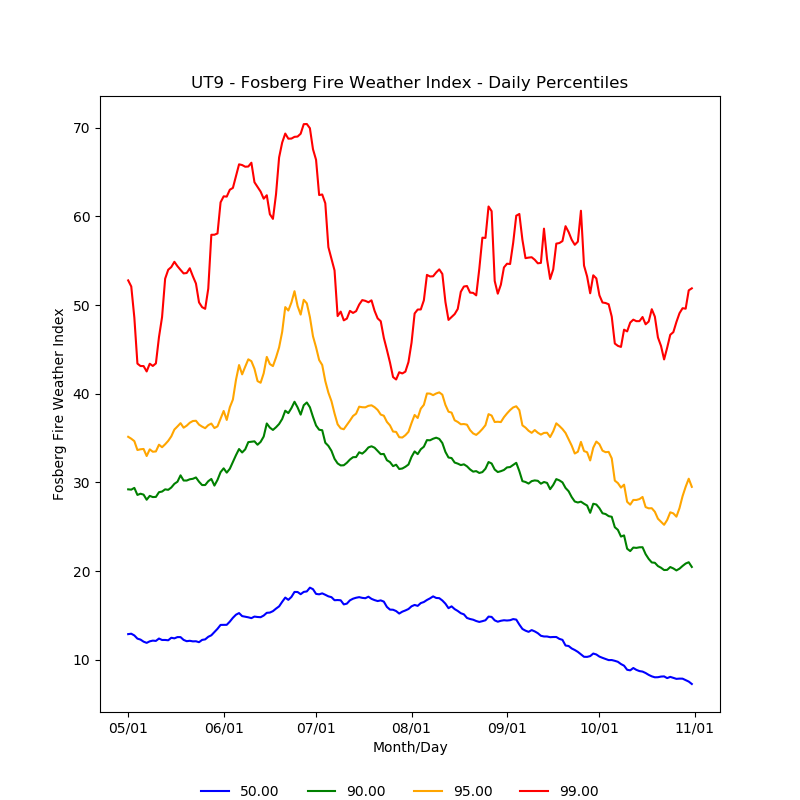 UT9 - Fosberg Fire Weather Index - Daily Percentiles
Fosberg Fire Weather Index
70
60
50
40
30
20
10
05/01 06/01 07/01 08/01 09/01 10/01 11/01
Month/Day
50.00 90.00 95.00 99.00